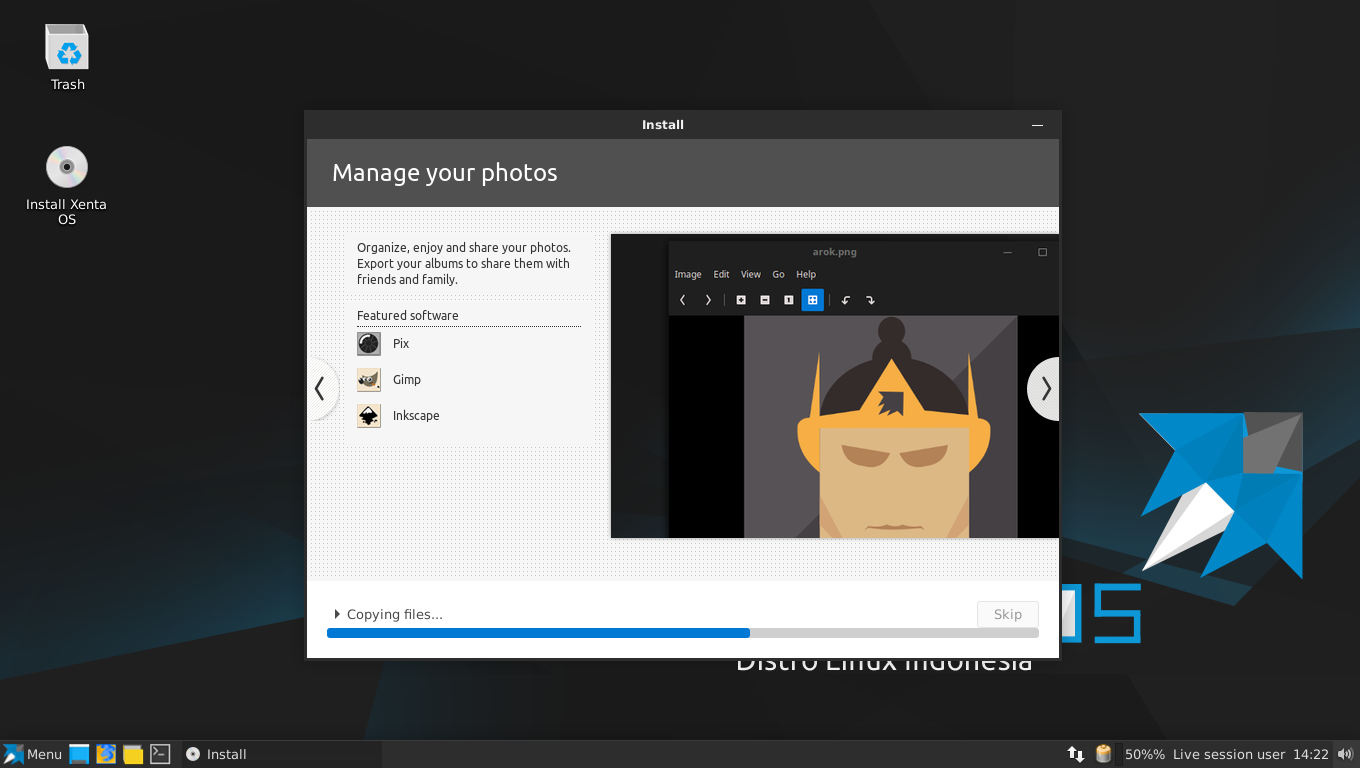 Trash
Install Xenta
OS
Install
Manage your photos
Organize, enjoy and share your photos.
Export your albums to share them with
friends and family.
Featured software
Pix
Gimp
Inkscape
arok.png
Image Edit View Go Help
Copying files...
Skip
OS
Distro Linux Indonesia
Menu
Install
50%%
Live session user
14:22